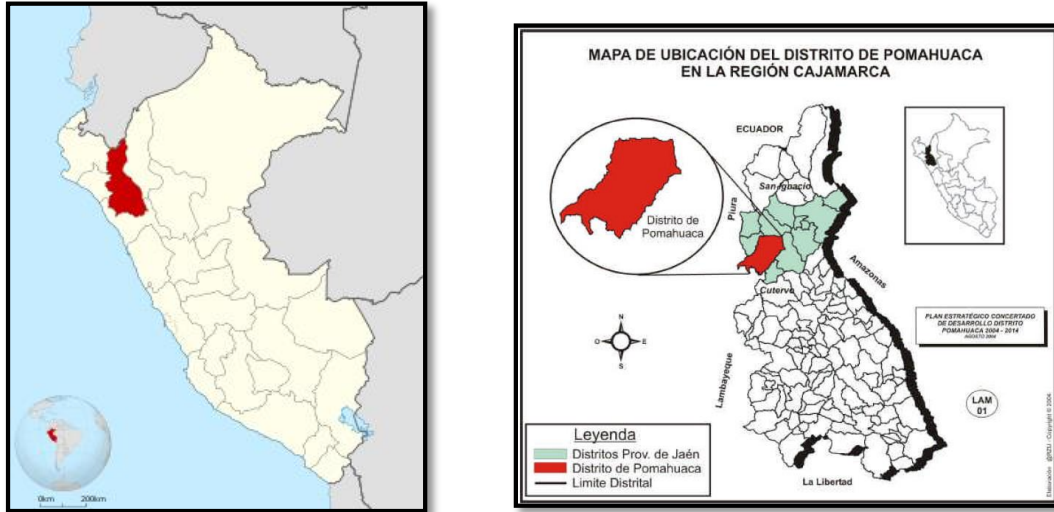 0km 200km
MAPA DE UBICACIÓN DEL DISTRITO DE POMAHUACA
EN LA REGIÓN CAJAMARCA
ECUADOR
San Ignacio
Piura
Distrito de
Pomahuaca
Amazonas
Cutervo
PLAN ESTRATÉGICO CONCERTADO
DE DESARROLLO DISTRITO
POMAHUACA 2004 - 2014
AGOSTO 2004
N
O E
S
Lambayeque
LAM
01
Leyenda
Distritos Prov. de Jaén
Distrito de Pomahuaca
Limite Distrital
La Libertad